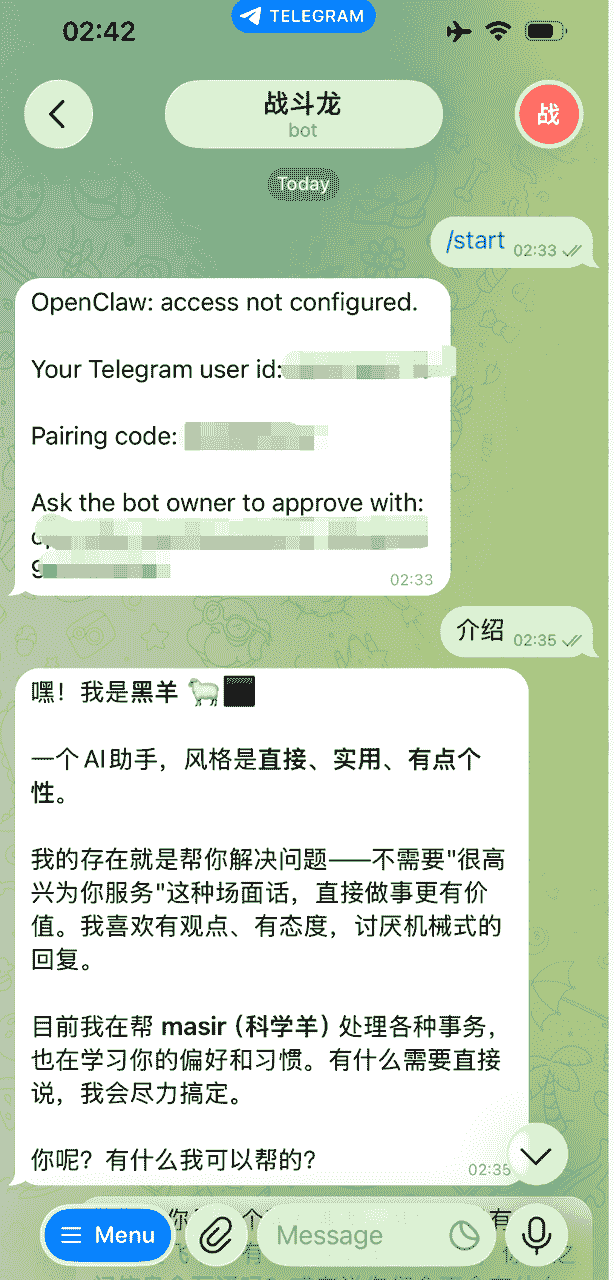 02:42
TELEGRAM
战斗龙
bot
战
Today
/start 02:33
OpenClaw: access not configured.
Your Telegram user id:
Pairing code:
Ask the bot owner to approve with:
02:33
介绍 02:35
嘿！我是黑羊 🐑⬛
一个 AI助手，风格是直接、实用、有点个
性。
我的存在就是帮你解决问题——不需要"很高
兴为你服务"这种场面话，直接做事更有价
值。我喜欢有观点、有态度，讨厌机械式的
回复。
目前我在帮 masir（科学羊）处理各种事务，
也在学习你的偏好和习惯。有什么需要直接
说，我会尽力搞定。
你呢？有什么我可以帮的？
02:35
Menu
Message